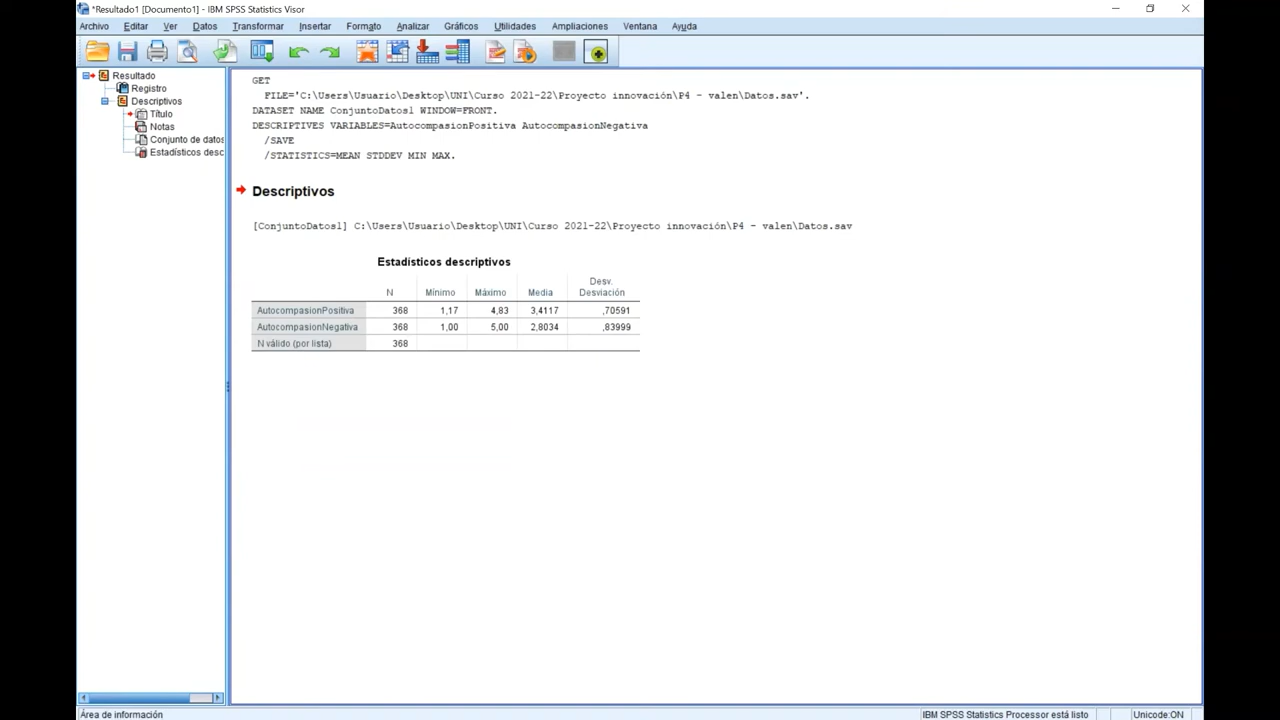 *Resultado1 [Documento1] - IBM SPSS Statistics Visor
Archivo Editar Ver Datos Transformar Insertar Formato Analizar Gráficos Utilidades Ampliaciones Ventana Ayuda
Resultado
Registro
Descriptivos
Título
Notas
Conjunto de datos
Estadísticos desc
GET
FILE='C:\Users\Usuario\Desktop\UNI\Curso 2021-22\Proyecto innovación\P4 - valen\Datos.sav'.
DATASET NAME ConjuntoDatos1 WINDOW=FRONT.
DESCRIPTIVES VARIABLES=AutocompasionPositiva AutocompasionNegativa
/SAVE
/STATISTICS=MEAN STDDEV MIN MAX.
Descriptivos
[ConjuntoDatos1] C:\Users\Usuario\Desktop\UNI\Curso 2021-22\Proyecto innovación\P4 - valen\Datos.sav
Estadísticos descriptivos
N Mínimo Máximo Media Desv. Desviación
AutocompasionPositiva 368 1,17 4,83 3,4117 ,70591
AutocompasionNegativa 368 1,00 5,00 2,8034 ,83999
N válido (por lista) 368
Área de información IBM SPSS Statistics Processor está listo Unicode:ON